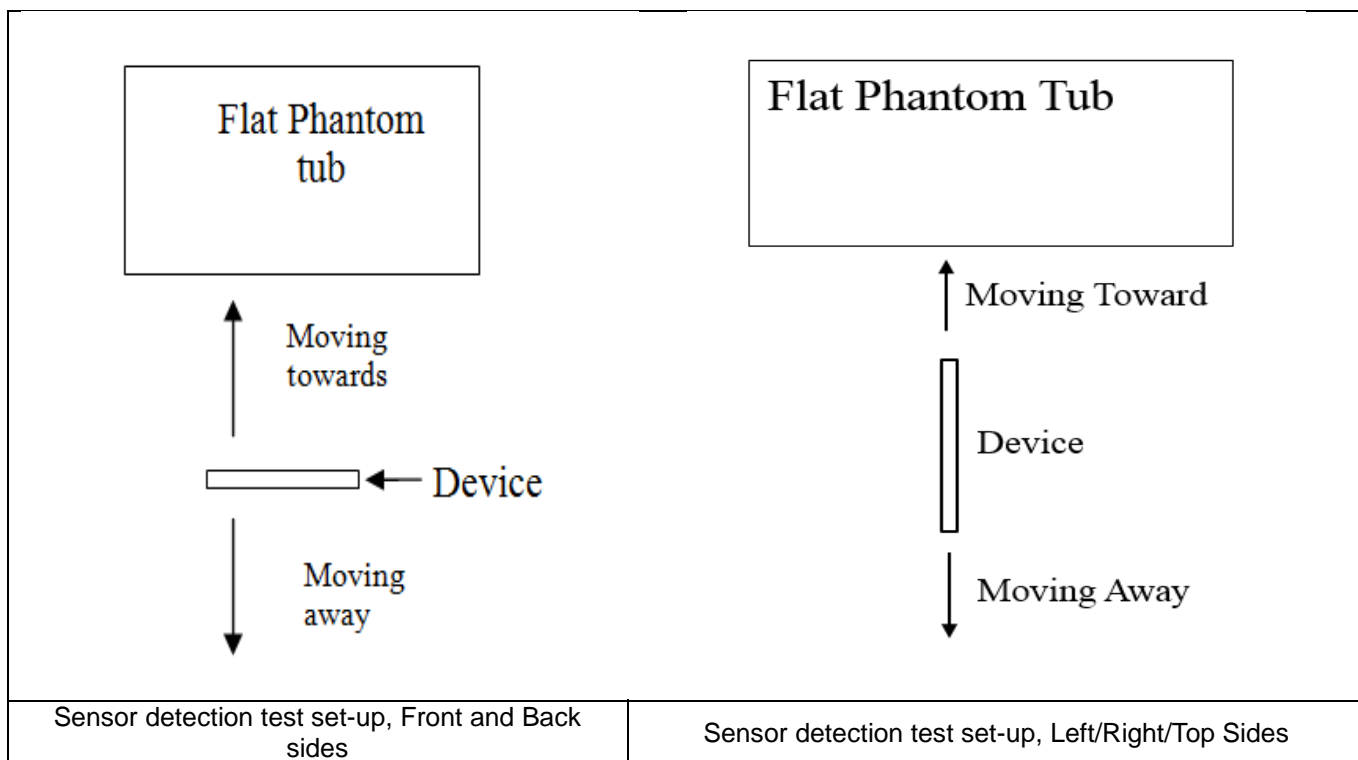 Flat Phantom
tub
Moving
towards
Device
Moving
away
Flat Phantom Tub
Moving Toward
Device
Moving Away
Sensor detection test set-up, Front and Back
sides
Sensor detection test set-up, Left/Right/Top Sides